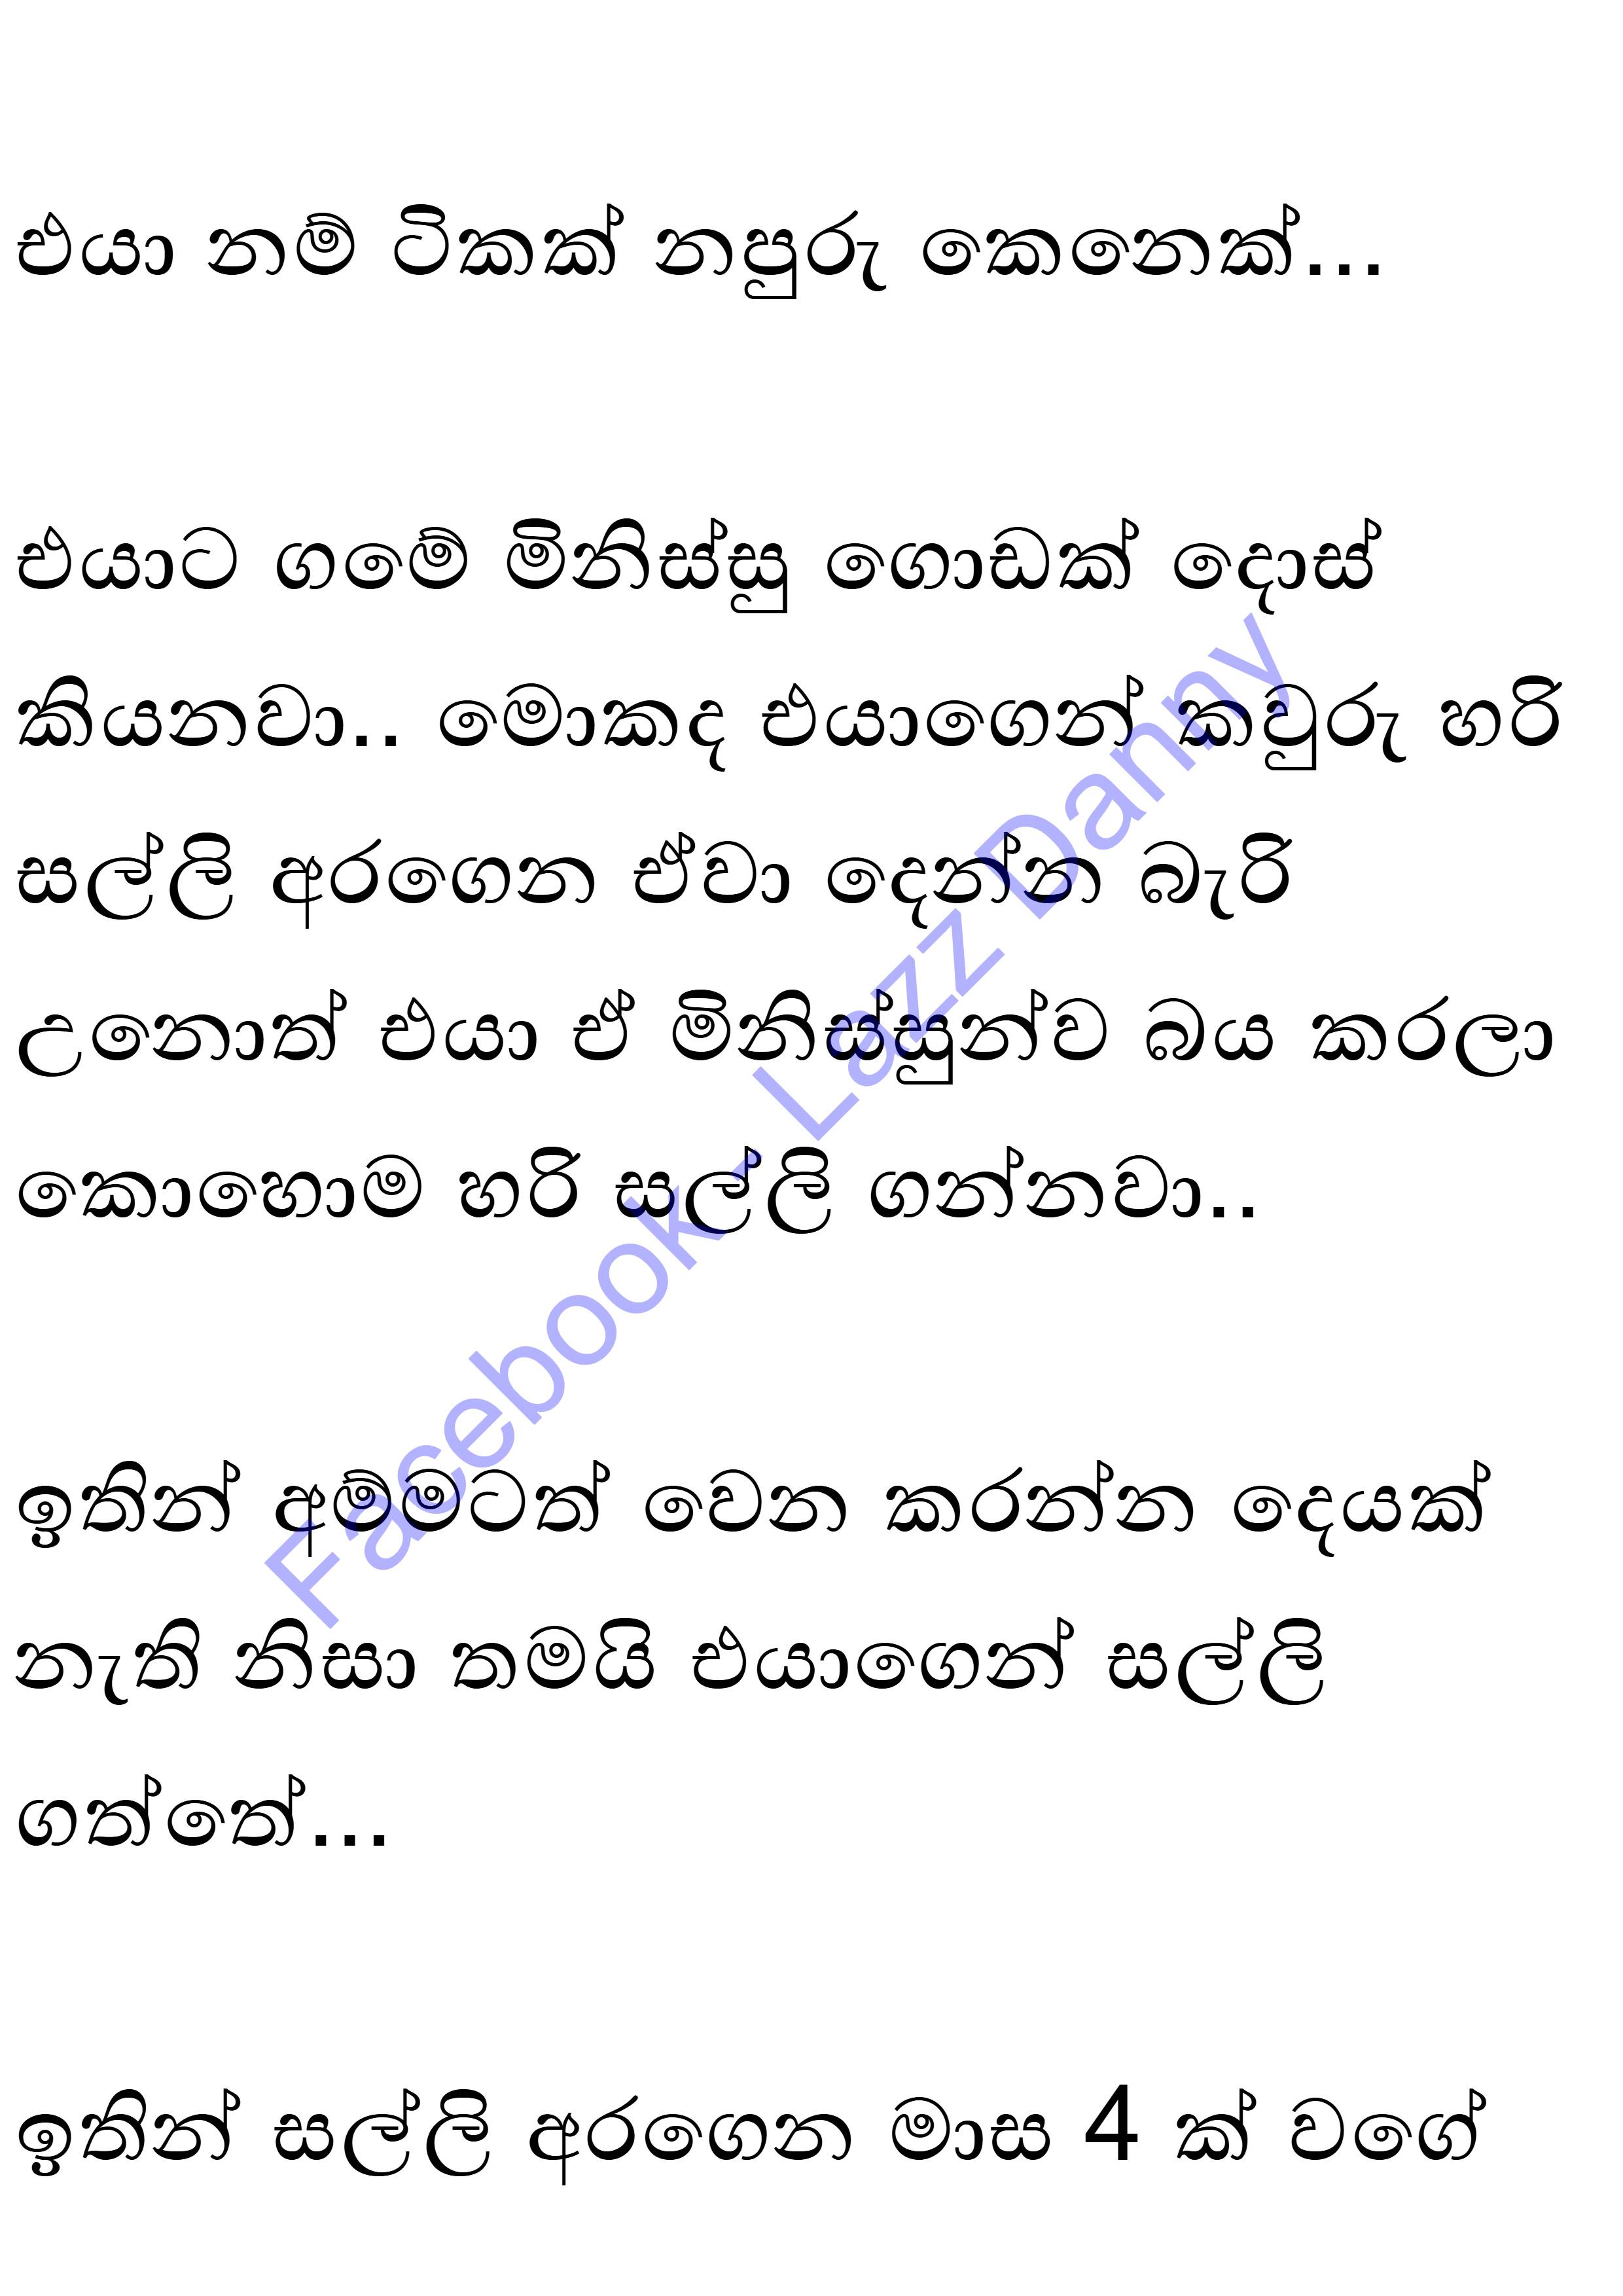 එයා නම් ටිකක් නපුරු කෙනෙක්...
එයාට ගමේ මිනිස්සු ගොඩක් දොස්
කියනවා.. මොකද එයාගෙන් කවුරු හරි
සල්ලි අරගෙන ඒවා දෙන්න බැරි
උනොත් එයා ඒ මිනිස්සුන්ව බය කරලා
කොහොම හරි සල්ලි ගන්නවා..
ඉතින් අම්මටත් වෙන කරන්න දෙයක්
නැති නිසා තමයි එයාගෙන් සල්ලි
ගත්තේ...
ඉතින් සල්ලි අරගෙන මාස 4 ක් වගේ
Facebook - Lazz Danny